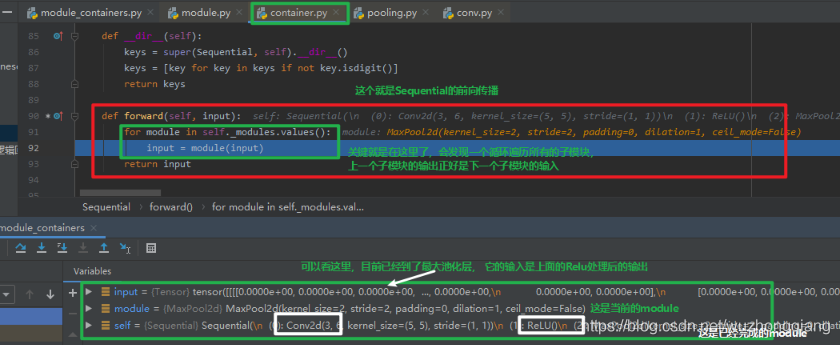 module_containers.py × module.py × container.py × pooling.py × conv.py ×
85 def __dir__(self):
86 keys = super(Sequential, self).__dir__()
87 keys = [key for key in keys if not key.isdigit()]
88 return keys
这个就是Sequential的前向传播
90 def forward(self, input): self: Sequential(\n (0): Conv2d(3, 6, kernel_size=(5, 5), stride=(1, 1))\n (1): ReLU()\n (2): MaxPool2d
91 for module in self._modules.values(): module: MaxPool2d(kernel_size=2, stride=2, padding=0, dilation=1, ceil_mode=False)
92 input = module(input)
关键就是在这里了，会发现一个循环遍历所有的子模块，
上一个子模块的输出正好是下一个子模块的输入
93 return input
94
Sequential › forward() › for module in self._modules.val...
module_containers ×
可以看这里，目前已经到了最大池化层， 它的输入是上面的Relu处理后的输出
Variables
input = {Tensor} tensor([[[[0.0000e+00, 0.0000e+00, 0.0000e+00, ..., 0.0000e+00,\n 0.0000e+00, 0.0000e+00],\n [0.0000e+00, 0.0000e+00, 0.0
module = {MaxPool2d} MaxPool2d(kernel_size=2, stride=2, padding=0, dilation=1, ceil_mode=False) 这是当前的module
self = {Sequential} Sequential(\n (0): Conv2d(3, 6, kernel_size=(5, 5), stride=(1, 1))\n (1): ReLU()\n (2
https://blog.csdn.net/wuzhongqiang
这是已经完成的module